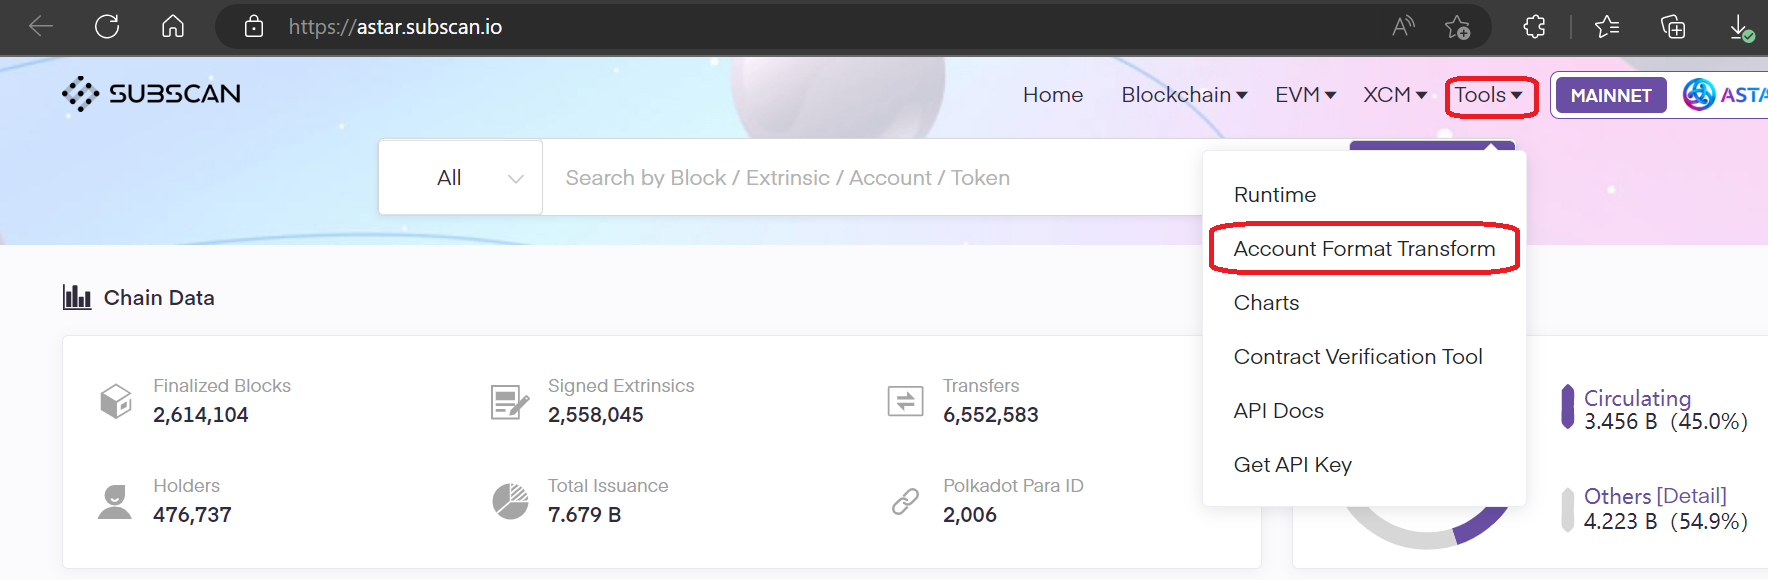 https://astar.subscan.io
SUBSCAN
Home Blockchain EVM XCM Tools MAINNET ASTA
All Search by Block / Extrinsic / Account / Token
Runtime
Account Format Transform
Charts
Contract Verification Tool
API Docs
Get API Key
Chain Data
Finalized Blocks
2,614,104
Signed Extrinsics
2,558,045
Transfers
6,552,583
Holders
476,737
Total Issuance
7.679 B
Polkadot Para ID
2,006
Circulating
3.456 B (45.0%)
Others [Detail]
4.223 B (54.9%)